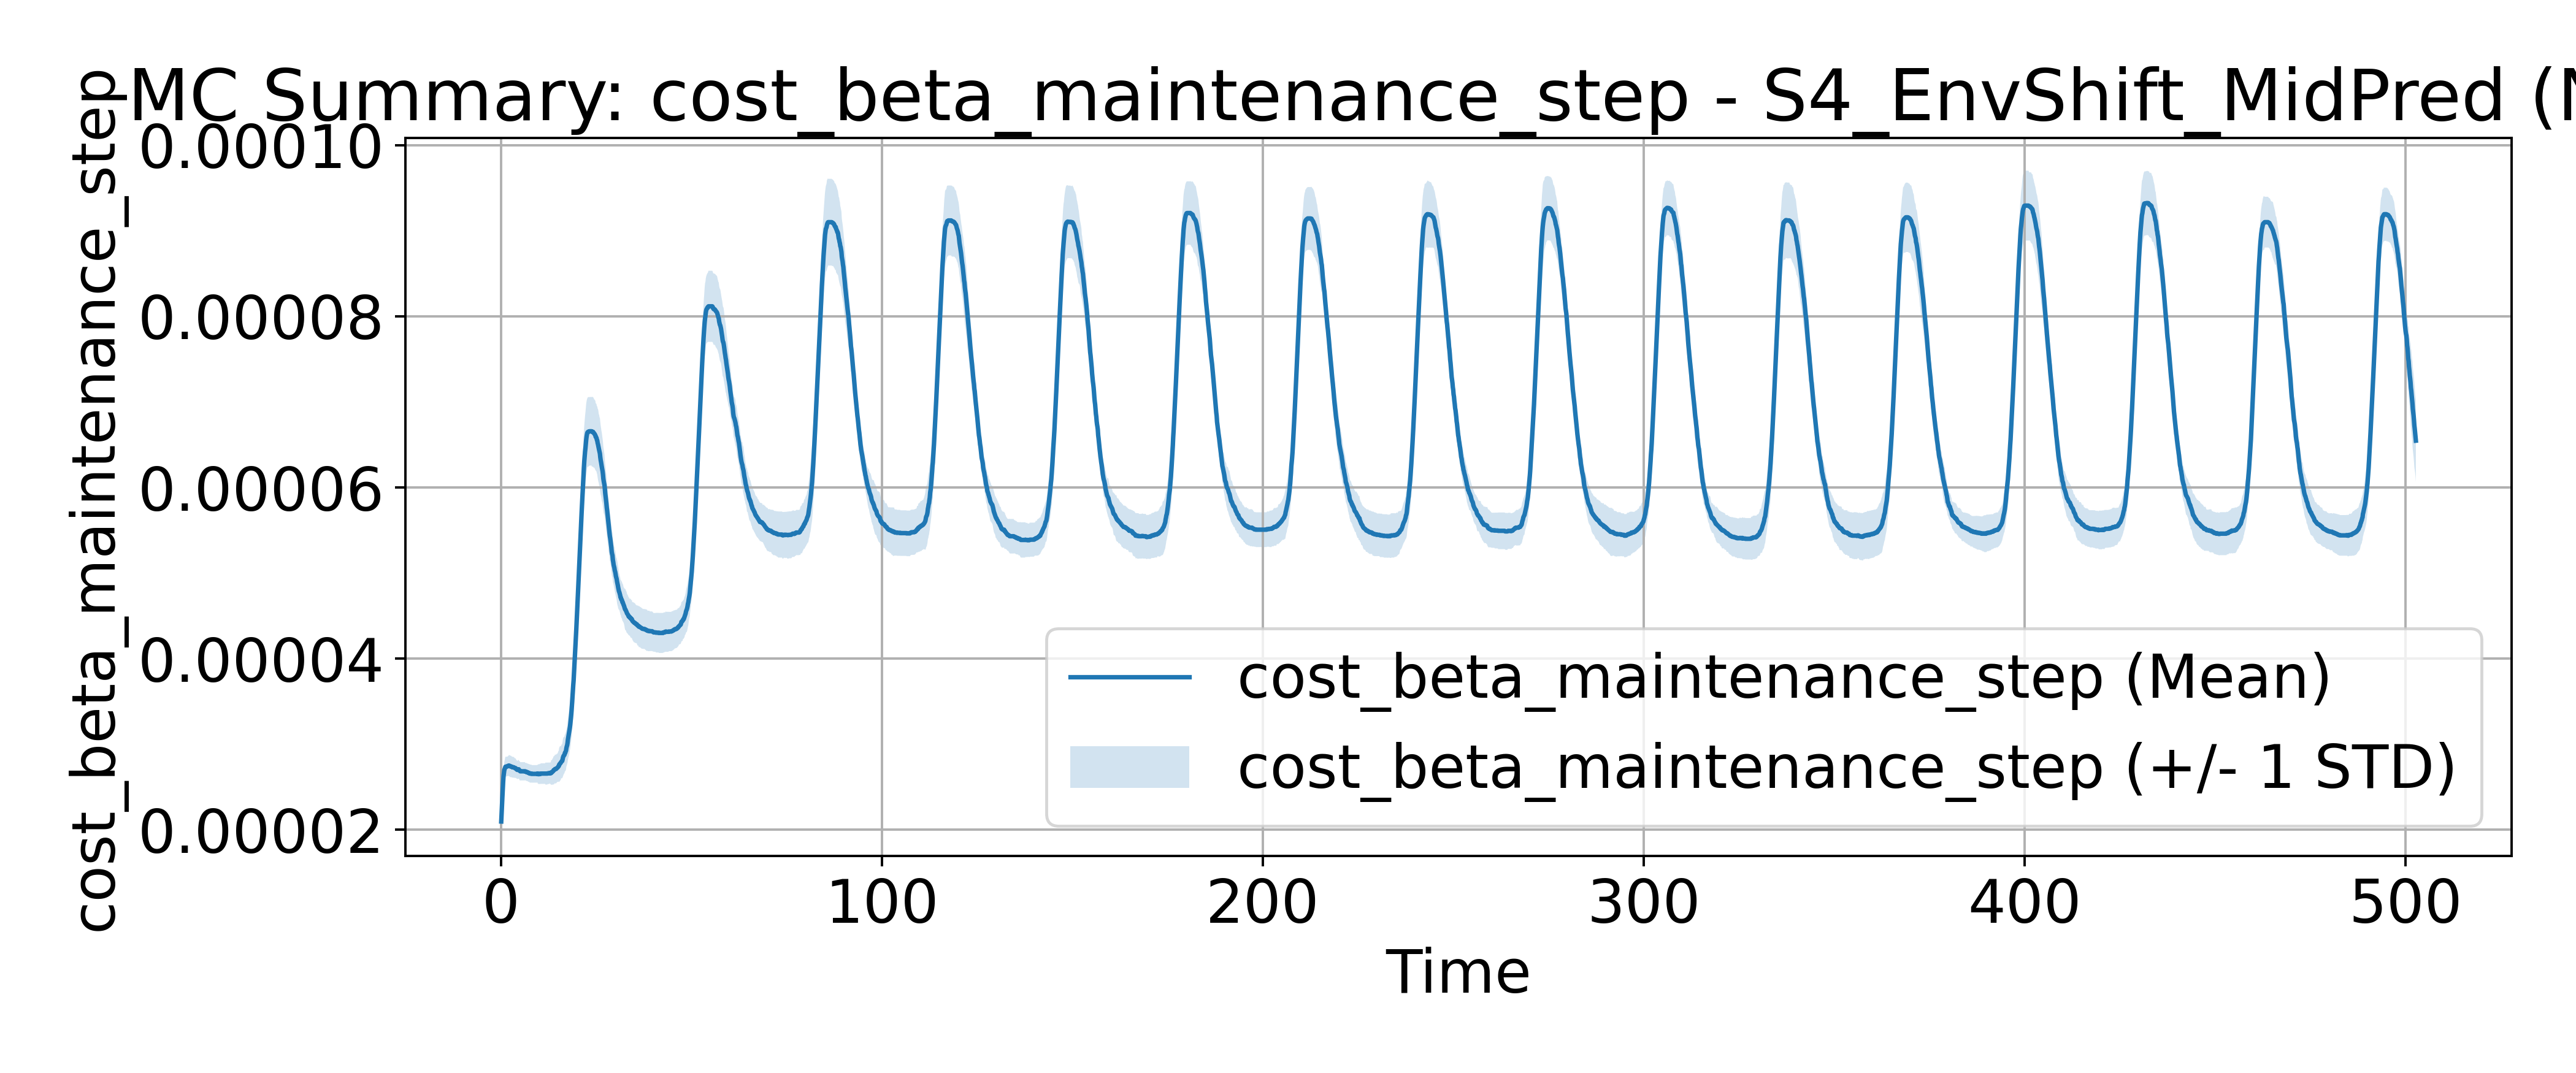 MC Summary: cost_beta_maintenance_step - S4_EnvShift_MidPred (
cost_beta_maintenance_step
0.00010
0.00008
0.00006
0.00004
0.00002
cost_beta_maintenance_step (Mean)
cost_beta_maintenance_step (+/- 1 STD)
0 100 200 300 400 500
Time